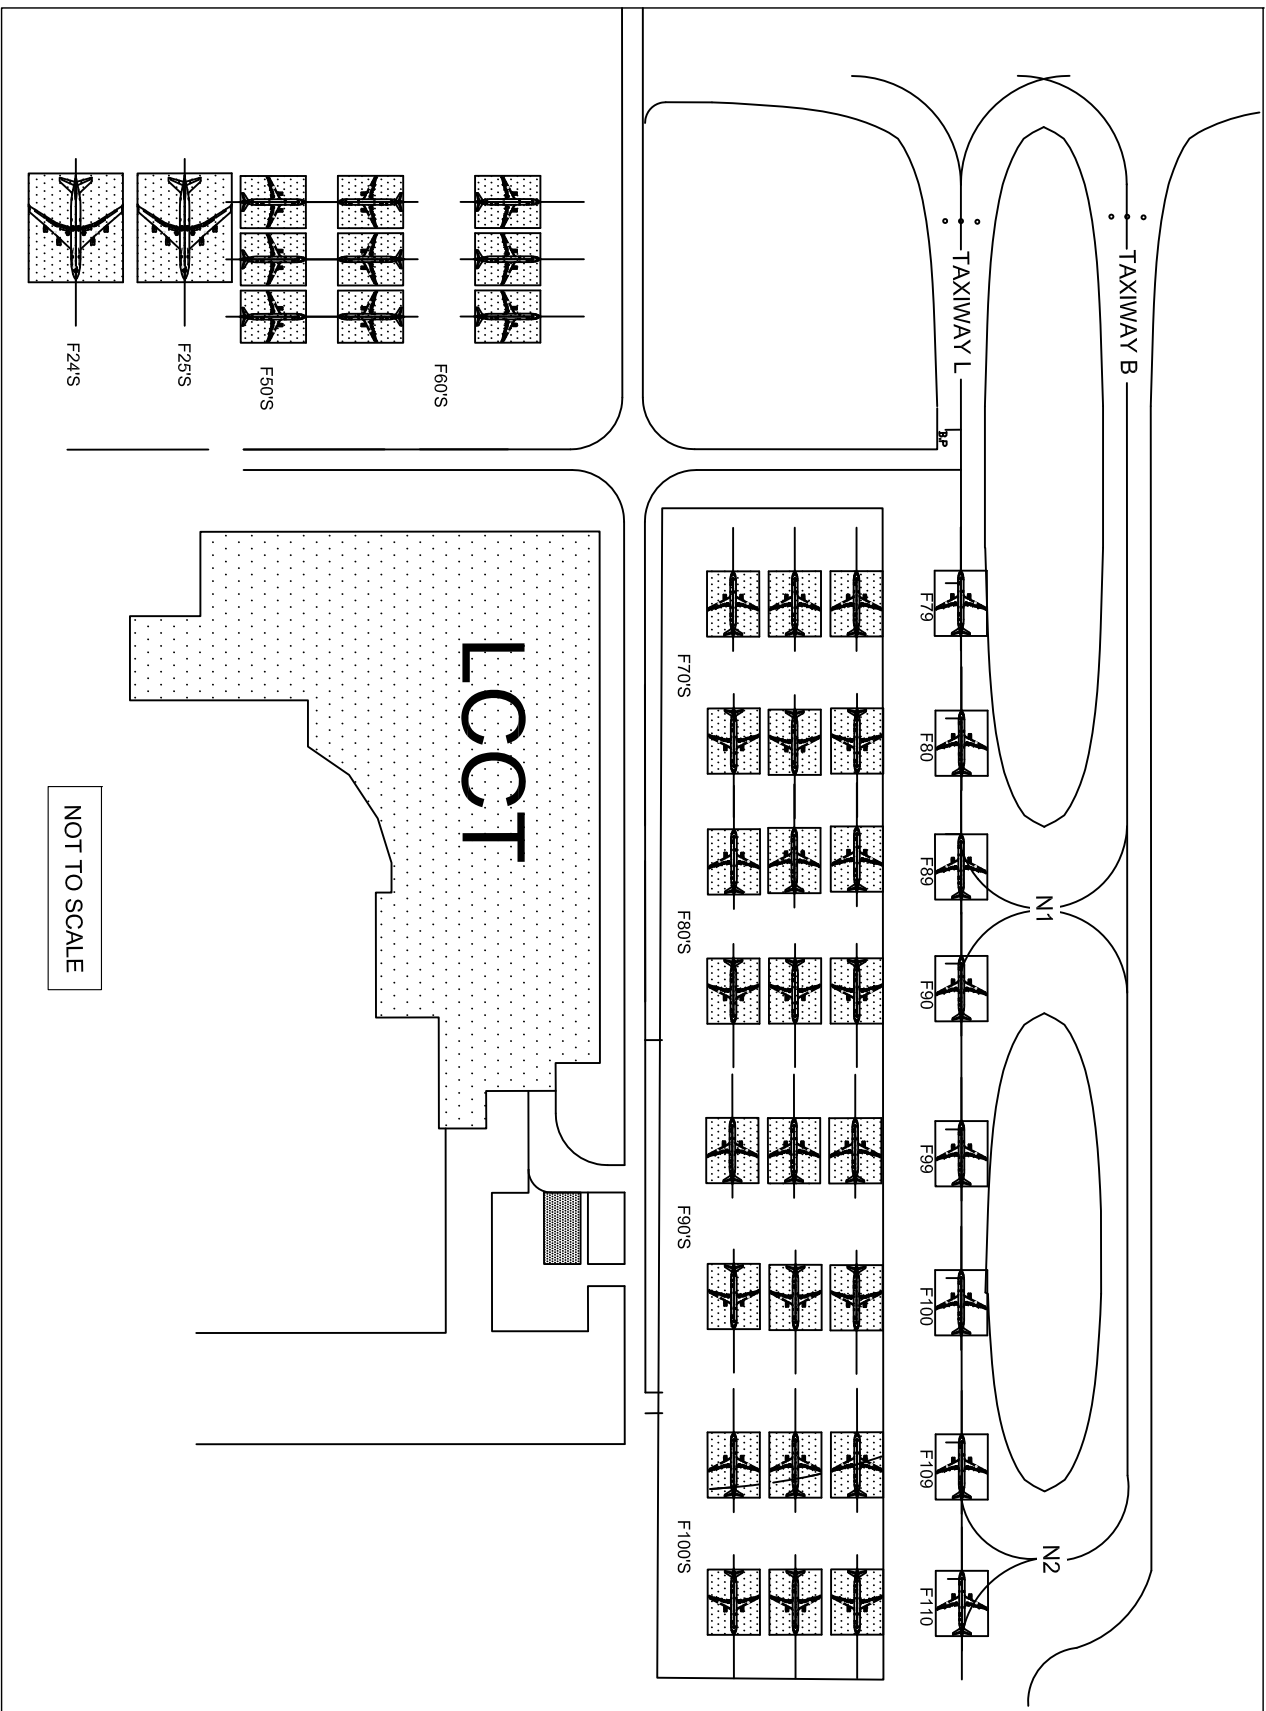 TAXIWAY B
TAXIWAY L
B.P
N1
N2
F79
F80
F89
F90
F99
F100
F109
F110
F70'S
F80'S
F90'S
F100'S
F60'S
F50'S
F25'S
F24'S
LCCT
NOT TO SCALE